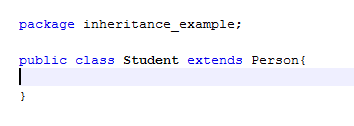 package inheritance_example;
public class Student extends Person{
}